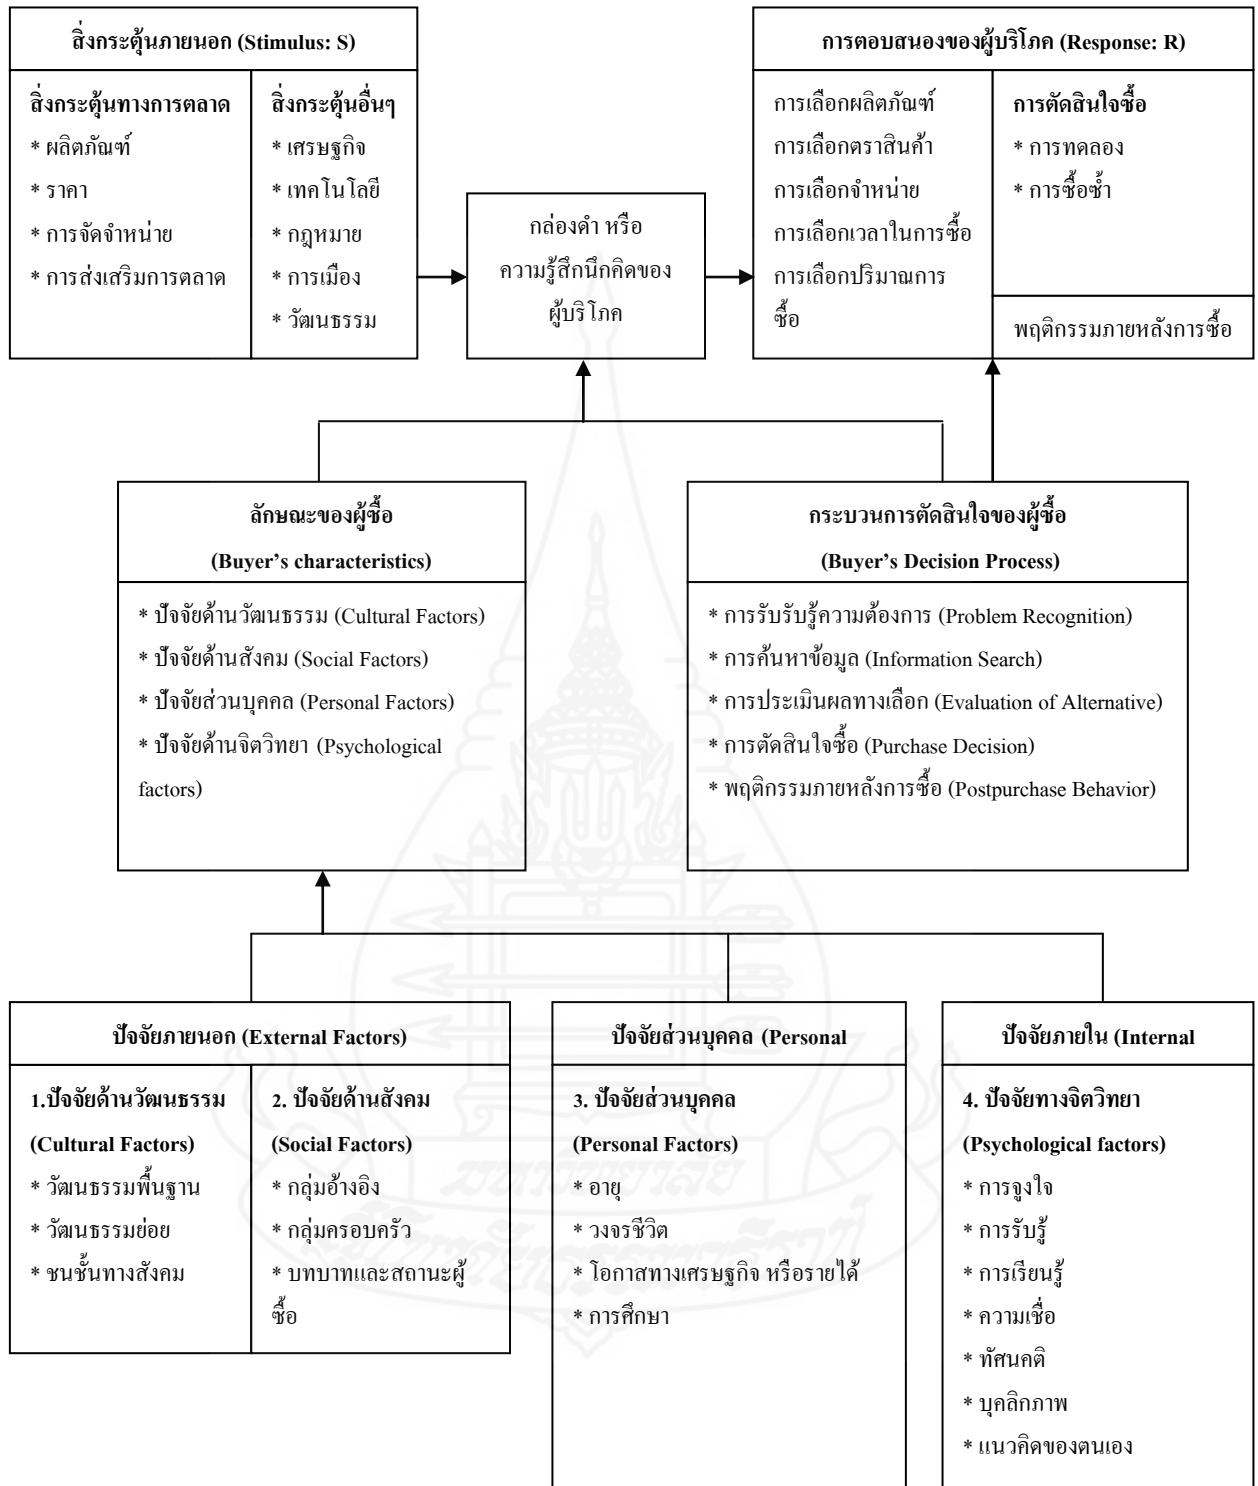 สิ่งกระตุ้นภายนอก (Stimulus: S)
สิ่งกระตุ้นทางการตลาด
* ผลิตภัณฑ์
* ราคา
* การจัดจำหน่าย
* การส่งเสริมการตลาด
สิ่งกระตุ้นอื่นๆ
* เศรษฐกิจ
* เทคโนโลยี
* กฎหมาย
* การเมือง
* วัฒนธรรม
กล่องดำ หรือ
ความรู้สึกนึกคิดของ
ผู้บริโภค
การตอบสนองของผู้บริโภค (Response: R)
การเลือกผลิตภัณฑ์
การเลือกตราสินค้า
การเลือกจำหน่าย
การเลือกเวลาในการซื้อ
การเลือกปริมาณการ
ซื้อ
การตัดสินใจซื้อ
* การทดลอง
* การซื้อซ้ำ
พฤติกรรมภายหลังการซื้อ
ลักษณะของผู้ซื้อ
(Buyer’s characteristics)
* ปัจจัยด้านวัฒนธรรม (Cultural Factors)
* ปัจจัยด้านสังคม (Social Factors)
* ปัจจัยส่วนบุคคล (Personal Factors)
* ปัจจัยด้านจิตวิทยา (Psychological
factors)
กระบวนการตัดสินใจของผู้ซื้อ
(Buyer’s Decision Process)
* การรับรับรู้ความต้องการ (Problem Recognition)
* การค้นหาข้อมูล (Information Search)
* การประเมินผลทางเลือก (Evaluation of Alternative)
* การตัดสินใจซื้อ (Purchase Decision)
* พฤติกรรมภายหลังการซื้อ (Postpurchase Behavior)
ปัจจัยภายนอก (External Factors)
1.ปัจจัยด้านวัฒนธรรม
(Cultural Factors)
* วัฒนธรรมพื้นฐาน
* วัฒนธรรมย่อย
* ชนชั้นทางสังคม
2. ปัจจัยด้านสังคม
(Social Factors)
* กลุ่มอ้างอิง
* กลุ่มครอบครัว
* บทบาทและสถานะผู้
ซื้อ
ปัจจัยส่วนบุคคล (Personal
3. ปัจจัยส่วนบุคคล
(Personal Factors)
* อายุ
* วงจรชีวิต
* โอกาสทางเศรษฐกิจ หรือรายได้
* การศึกษา
ปัจจัยภายใน (Internal
4. ปัจจัยทางจิตวิทยา
(Psychological factors)
* การจูงใจ
* การรับรู้
* การเรียนรู้
* ความเชื่อ
* ทัศนคติ
* บุคลิกภาพ
* แนวคิดของตนเอง
มหาวิทยาลัย
สุโขทัยธรรมาธิราช